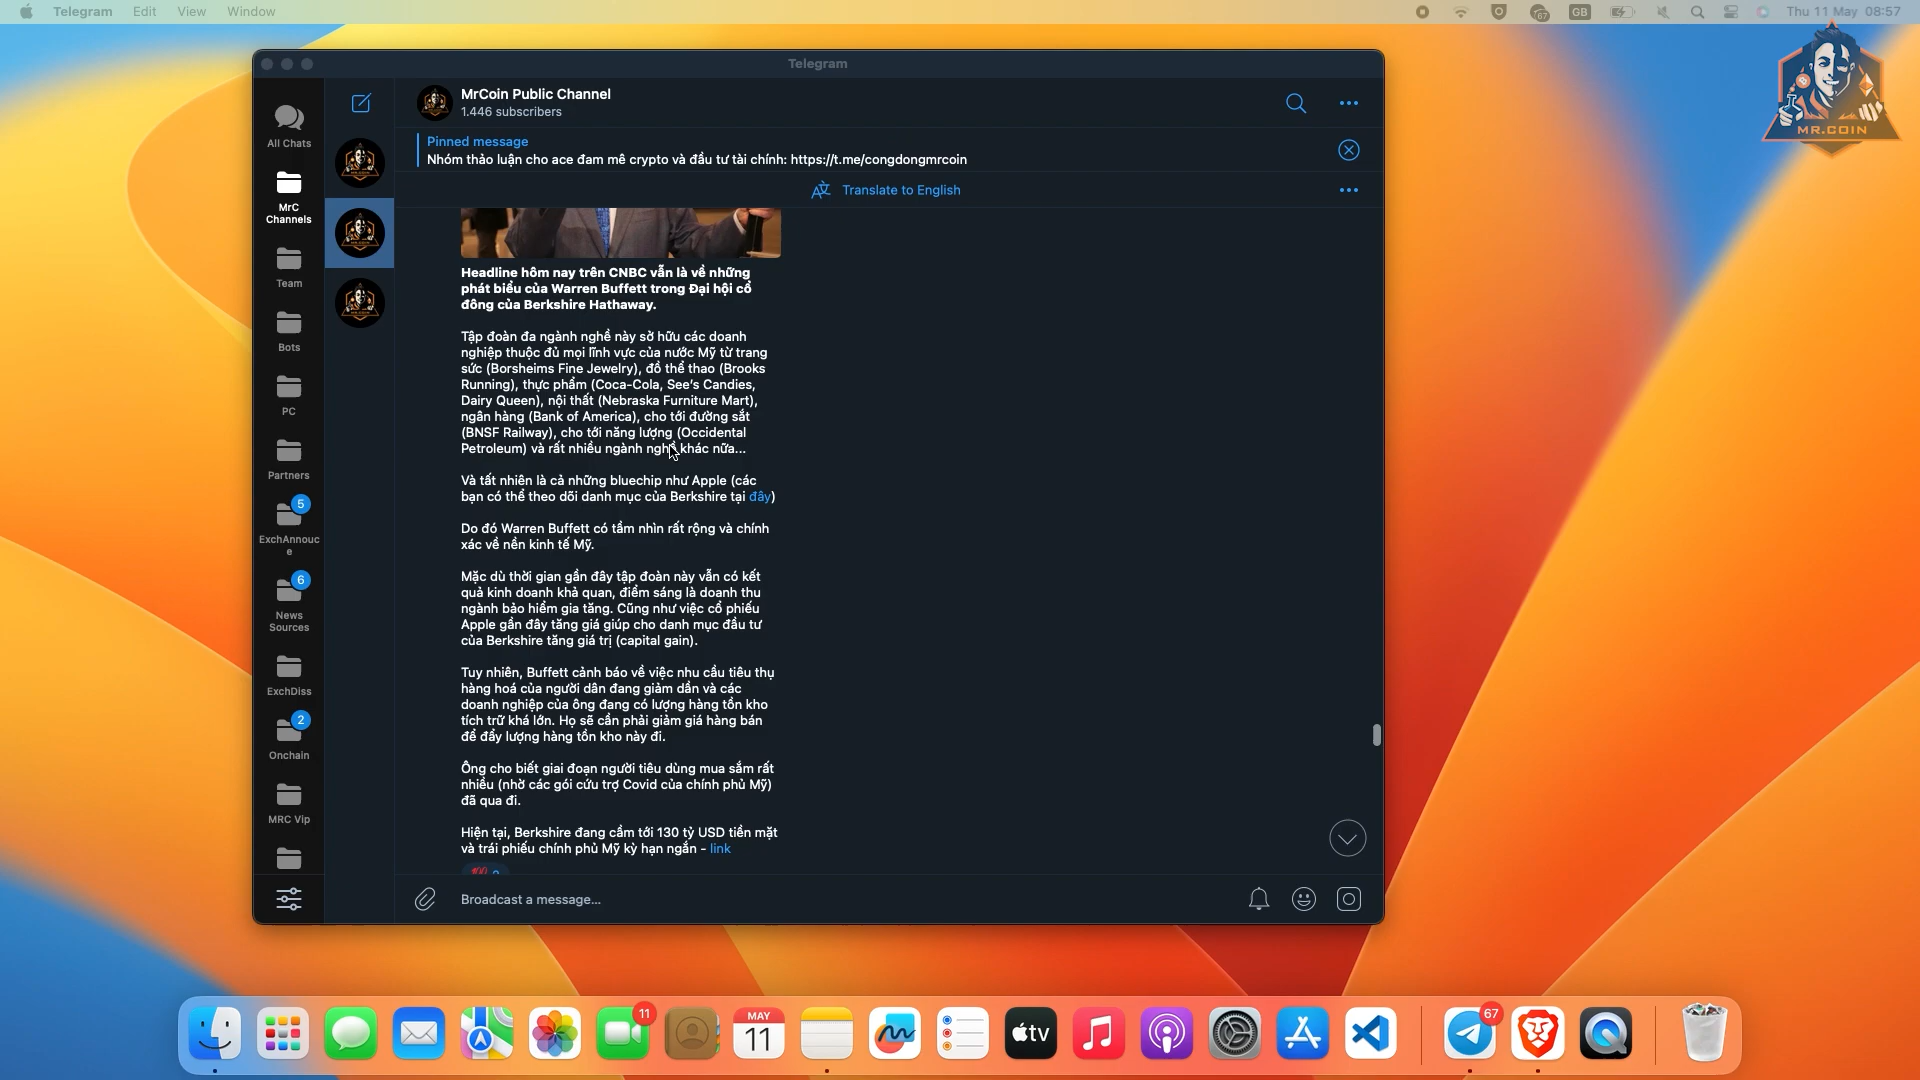 Telegram
Edit
View
Window
67
GB
Thu 11 May 08:57
MR.COIN
Telegram
MrCoin Public Channel
1.446 subscribers
Pinned message
Nhóm thảo luận cho ace đam mê crypto và đầu tư tài chính: https://t.me/congdongmrcoin
Translate to English
All Chats
MrC
Channels
Team
Bots
PC
Partners
5
ExchAnnouc
e
6
News
Sources
ExchDiss
2
Onchain
MRC Vip
Headline hôm nay trên CNBC vẫn là về những
phát biểu của Warren Buffett trong Đại hội cổ
đông của Berkshire Hathaway.
Tập đoàn đa ngành nghề này sở hữu các doanh
nghiệp thuộc đủ mọi lĩnh vực của nước Mỹ từ trang
sức (Borsheims Fine Jewelry), đồ thể thao (Brooks
Running), thực phẩm (Coca-Cola, See's Candies,
Dairy Queen), nội thất (Nebraska Furniture Mart),
ngân hàng (Bank of America), cho tới đường sắt
(BNSF Railway), cho tới năng lượng (Occidental
Petroleum) và rất nhiều ngành nghề khác nữa...
Và tất nhiên là cả những bluechip như Apple (các
bạn có thể theo dõi danh mục của Berkshire tại đây)
Do đó Warren Buffett có tầm nhìn rất rộng và chính
xác về nền kinh tế Mỹ.
Mặc dù thời gian gần đây tập đoàn này vẫn có kết
quả kinh doanh khả quan, điểm sáng là doanh thu
ngành bảo hiểm gia tăng. Cũng như việc cổ phiếu
Apple gần đây tăng giá giúp cho danh mục đầu tư
của Berkshire tăng giá trị (capital gain).
Tuy nhiên, Buffett cảnh báo về việc nhu cầu tiêu thụ
hàng hoá của người dân đang giảm dần và các
doanh nghiệp của ông đang có lượng hàng tồn kho
tích trữ khá lớn. Họ sẽ cần phải giảm giá hàng bán
để đẩy lượng hàng tồn kho này đi.
Ông cho biết giai đoạn người tiêu dùng mua sắm rất
nhiều (nhờ các gói cứu trợ Covid của chính phủ Mỹ)
đã qua đi.
Hiện tại, Berkshire đang cầm tới 130 tỷ USD tiền mặt
và trái phiếu chính phủ Mỹ kỳ hạn ngắn - link
Broadcast a message...
11
MAY
11
tv
67